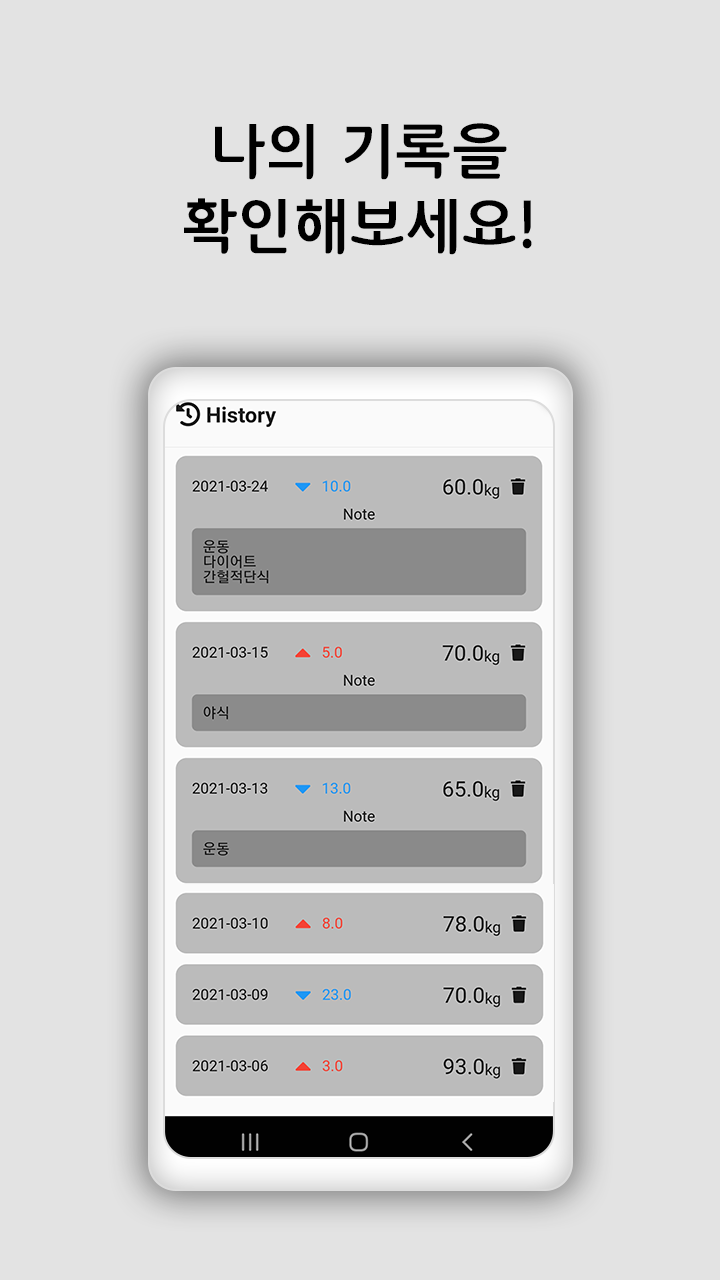 나의 기록을
확인해보세요!
History
2021-03-24 10.0 60.0kg
Note
운동
다이어트
간헐적단식
2021-03-15 5.0 70.0kg
Note
야식
2021-03-13 13.0 65.0kg
Note
운동
2021-03-10 8.0 78.0kg
2021-03-09 23.0 70.0kg
2021-03-06 3.0 93.0kg